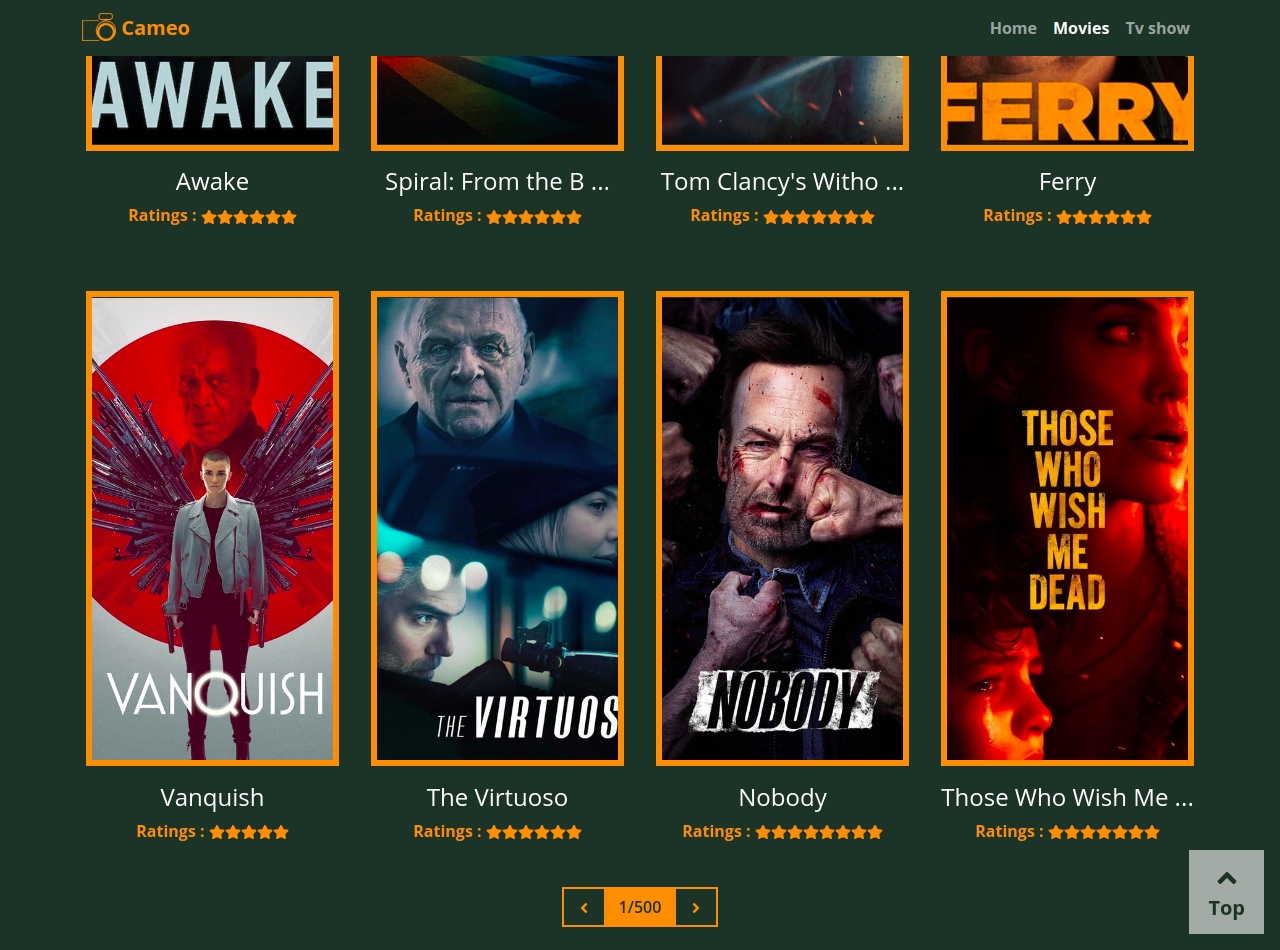 Cameo
Home Movies Tv show
AWAKE
FERRY
Awake
Spiral: From the B ...
Tom Clancy's Witho ...
Ferry
Ratings :
Ratings :
Ratings :
Ratings :
VANQUISH
THE VIRTUOS
NOBODY
THOSE
WHO
WISH
ME
DEAD
Vanquish
The Virtuoso
Nobody
Those Who Wish Me ...
Ratings :
Ratings :
Ratings :
Ratings :
1/500
Top